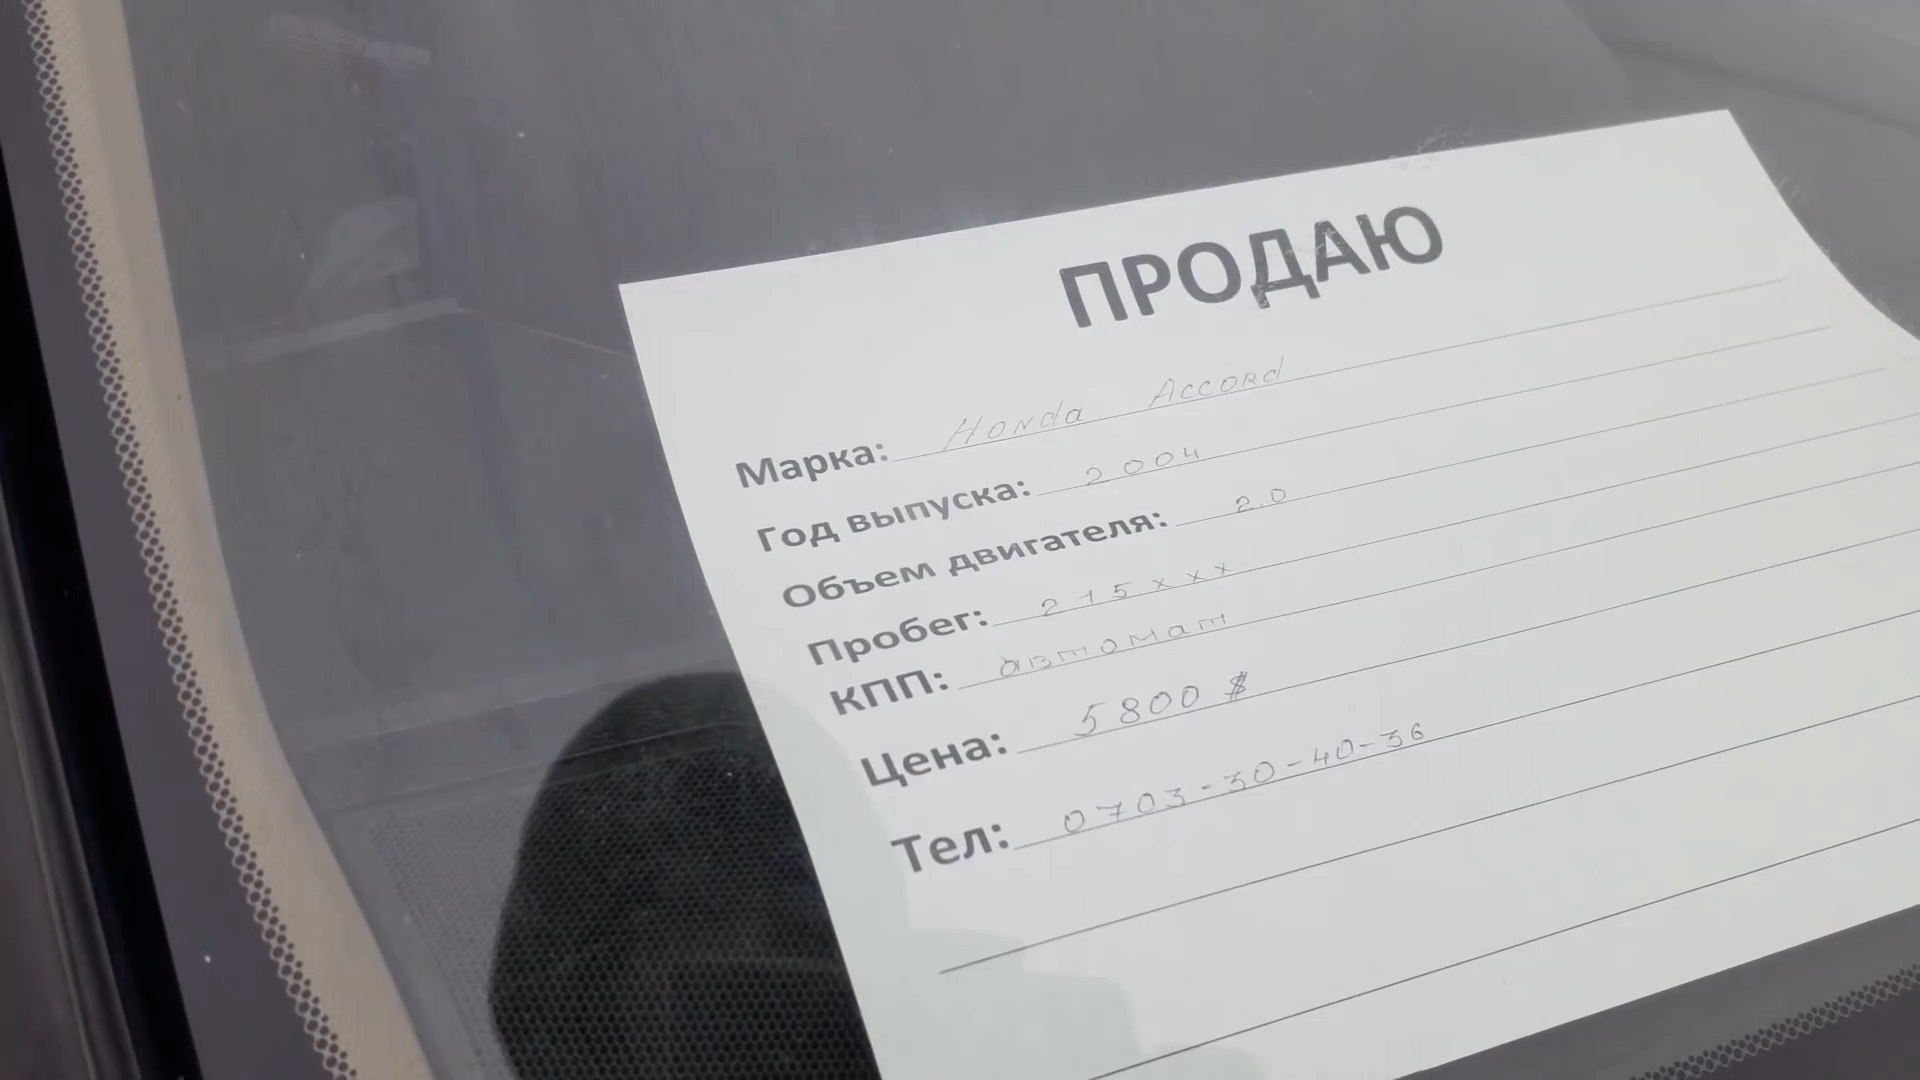 ПРОДАЮ
Марка: Honda Accord
Год выпуска: 2004
Объем двигателя: 2.0
Пробег: 215xxx
КПП: автомат
Цена: 5800 $
Тел: 0703-30-40-36